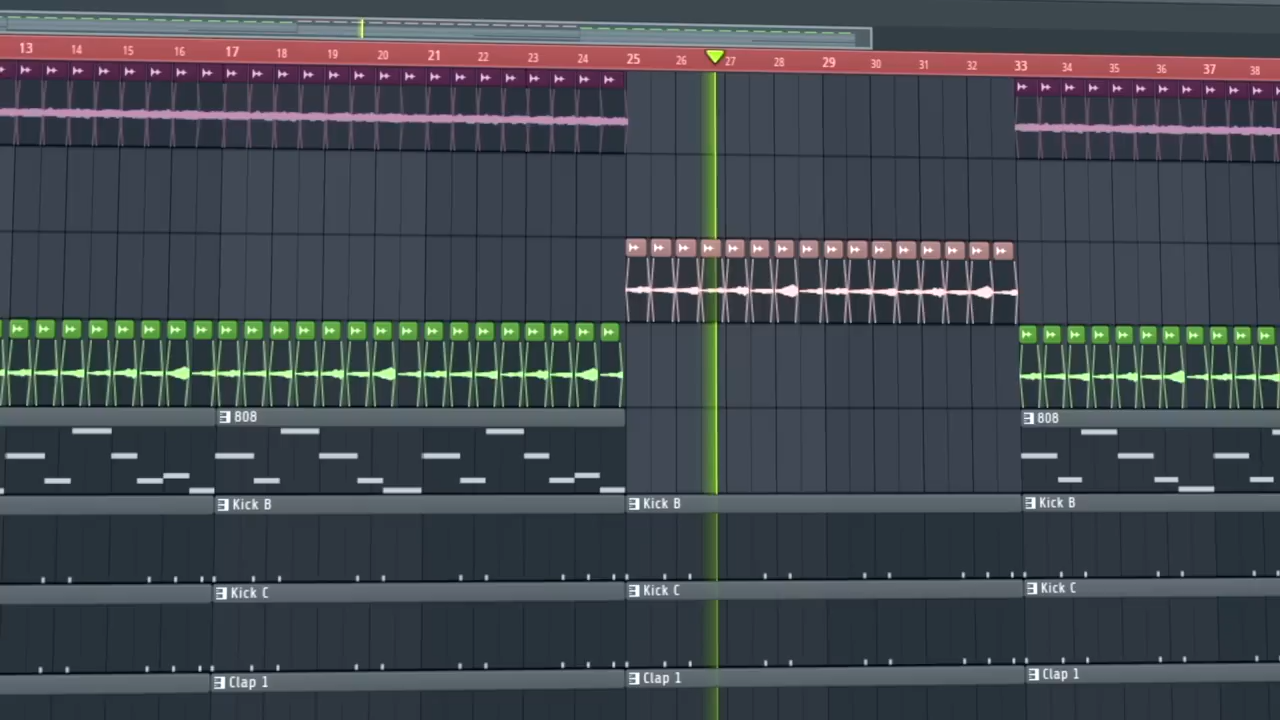 13 14 15 16 17 18 19 20 21 22 23 24 25 26 27 28 29 30 31 32 33 34 35 36 37 38
808 808
Kick B Kick B Kick B
Kick C Kick C Kick C
Clap 1 Clap 1 Clap 1